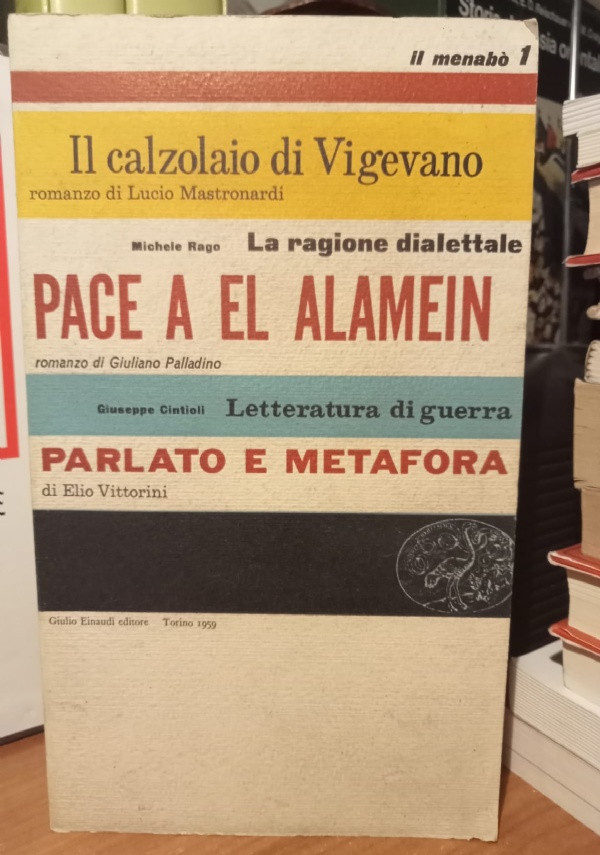 il menabò 1
Il calzolaio di Vigevano
romanzo di Lucio Mastronardi
Michele Rago La ragione dialettale
PACE A EL ALAMEIN
romanzo di Giuliano Palladino
Giuseppe Cintioli Letteratura di guerra
PARLATO E METAFORA
di Elio Vittorini
Giulio Einaudi editore Torino 1959